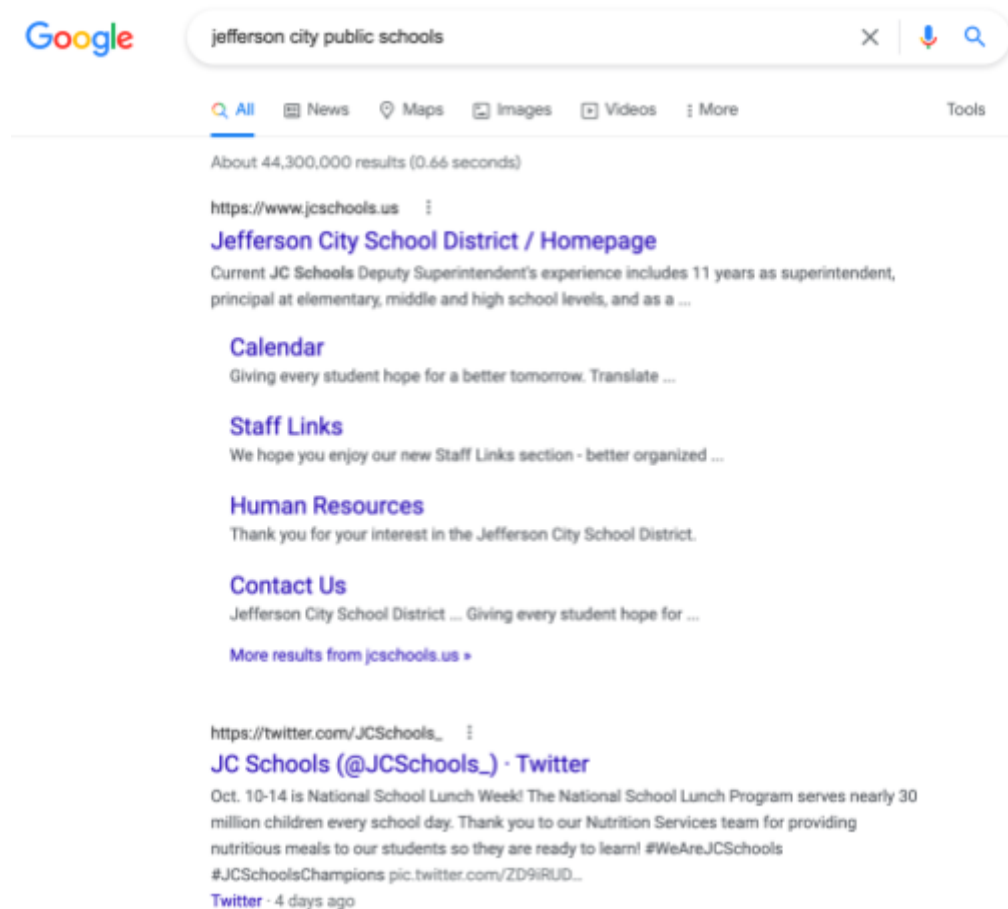 Google
jefferson city public schools
All News Maps Images Videos More Tools
About 44,300,000 results (0.66 seconds)
https://www.jcschools.us
Jefferson City School District / Homepage
Current JC Schools Deputy Superintendent's experience includes 11 years as superintendent,
principal at elementary, middle and high school levels, and as a ...
Calendar
Giving every student hope for a better tomorrow. Translate ...
Staff Links
We hope you enjoy our new Staff Links section - better organized ...
Human Resources
Thank you for your interest in the Jefferson City School District.
Contact Us
Jefferson City School District ... Giving every student hope for ...
More results from jcschools.us »
https://twitter.com/JCSchools_
JC Schools (@JCSchools_) · Twitter
Oct. 10-14 is National School Lunch Week! The National School Lunch Program serves nearly 30
million children every school day. Thank you to our Nutrition Services team for providing
nutritious meals to our students so they are ready to learn! #WeAreJCSchools
#JCSchoolsChampions pic.twitter.com/ZD9iRUD...
Twitter · 4 days ago